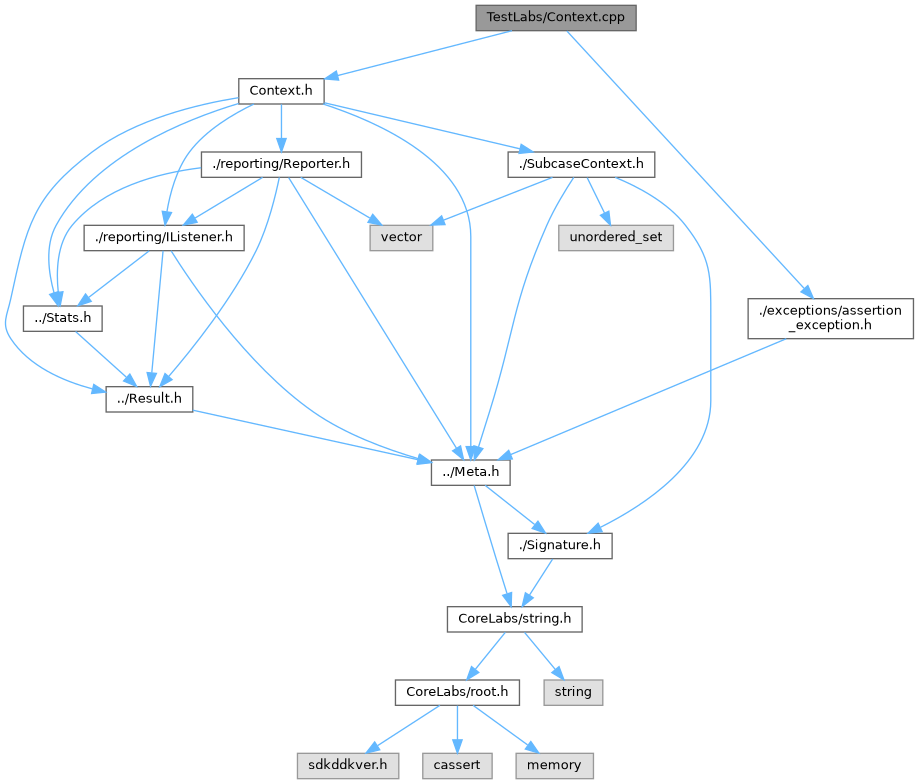 TestLabs/Context.cpp
Context.h
./reporting/Reporter.h
./SubcaseContext.h
./reporting/IListener.h
vector
unordered_set
../Stats.h
./exceptions/assertion
_exception.h
../Result.h
../Meta.h
./Signature.h
CoreLabs/string.h
CoreLabs/root.h
string
sdkddkver.h
cassert
memory